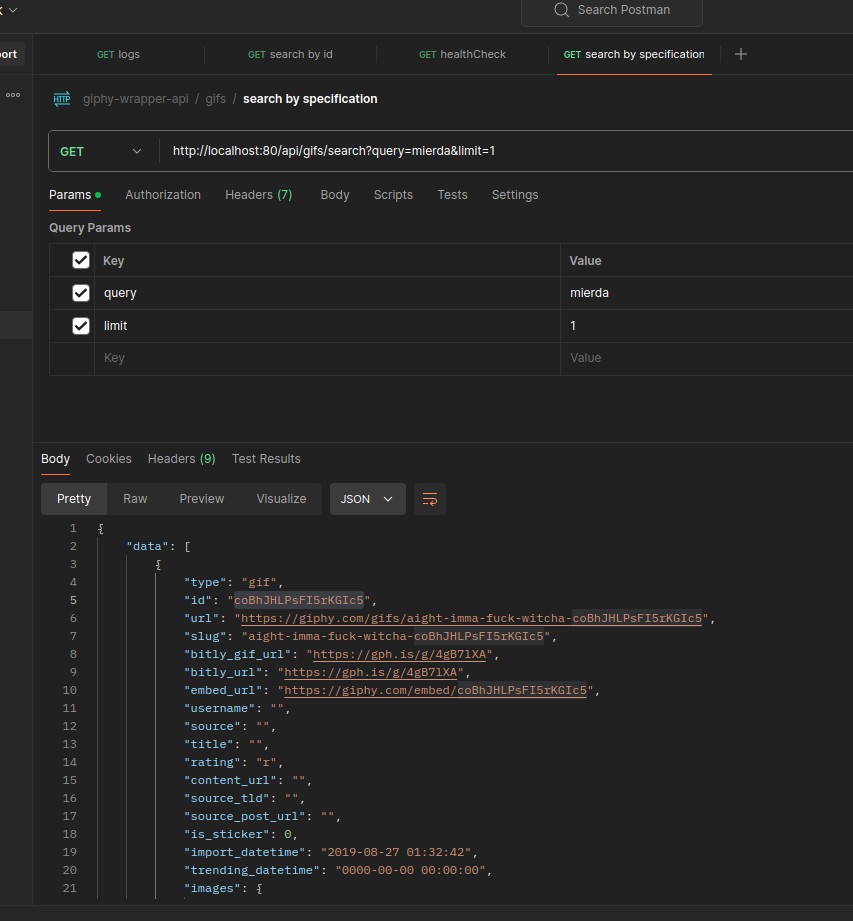 Search Postman
ort
GET logs
GET search by id
GET healthCheck
GET search by specification
HTTP giphy-wrapper-api / gifs / search by specification
GET http://localhost:80/api/gifs/search?query=mierda&limit=1
Params Authorization Headers (7) Body Scripts Tests Settings
Query Params
Key Value
query mierda
limit 1
Key Value
Body Cookies Headers (9) Test Results
Pretty Raw Preview Visualize JSON
1 {
2 "data": [
3 {
4 "type": "gif",
5 "id": "coBhJHLPsFI5rKGIc5",
6 "url": "https://giphy.com/gifs/aight-imma-fuck-witcha-coBhJHLPsFI5rKGIc5",
7 "slug": "aight-imma-fuck-witcha-coBhJHLPsFI5rKGIc5",
8 "bitly_gif_url": "https://gph.is/g/4gB7lXA",
9 "bitly_url": "https://gph.is/g/4gB7lXA",
10 "embed_url": "https://giphy.com/embed/coBhJHLPsFI5rKGIc5",
11 "username": "",
12 "source": "",
13 "title": "",
14 "rating": "r",
15 "content_url": "",
16 "source_tld": "",
17 "source_post_url": "",
18 "is_sticker": 0,
19 "import_datetime": "2019-08-27 01:32:42",
20 "trending_datetime": "0000-00-00 00:00:00",
21 "images": {